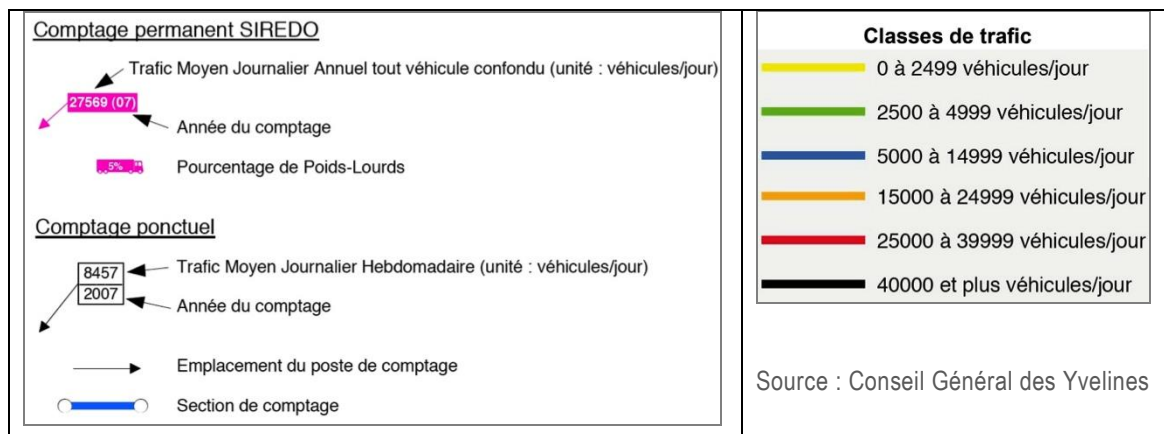 Comptage permanent SIREDO
Trafic Moyen Journalier Annuel tout véhicule confondu (unité : véhicules/jour)
27569 (07)
Année du comptage
5%
Pourcentage de Poids-Lourds
Comptage ponctuel
8457
Trafic Moyen Journalier Hebdomadaire (unité : véhicules/jour)
2007
Année du comptage
Emplacement du poste de comptage
Section de comptage
Classes de trafic
0 à 2499 véhicules/jour
2500 à 4999 véhicules/jour
5000 à 14999 véhicules/jour
15000 à 24999 véhicules/jour
25000 à 39999 véhicules/jour
40000 et plus véhicules/jour
Source : Conseil Général des Yvelines